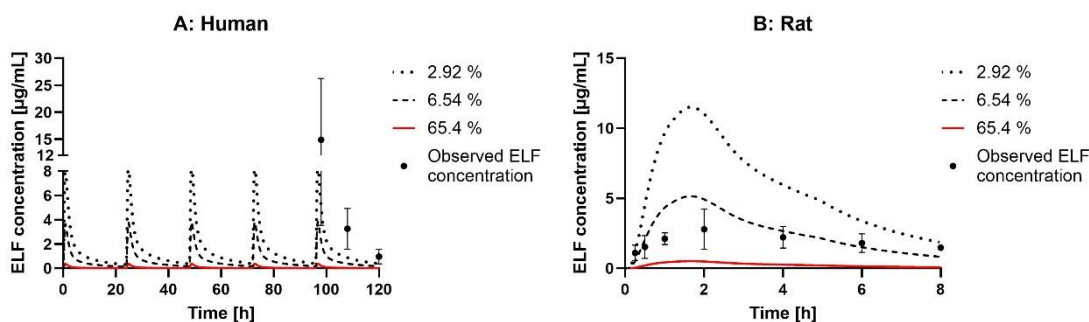 A: Human
ELF concentration [µg/mL]
30
25
20
15
12
8
6
4
2
0
0 20 40 60 80 100 120
Time [h]
2.92 %
6.54 %
65.4 %
Observed ELF
concentration
B: Rat
ELF concentration [µg/mL]
15
10
5
0
0 2 4 6 8
Time [h]
2.92 %
6.54 %
65.4 %
Observed ELF
concentration